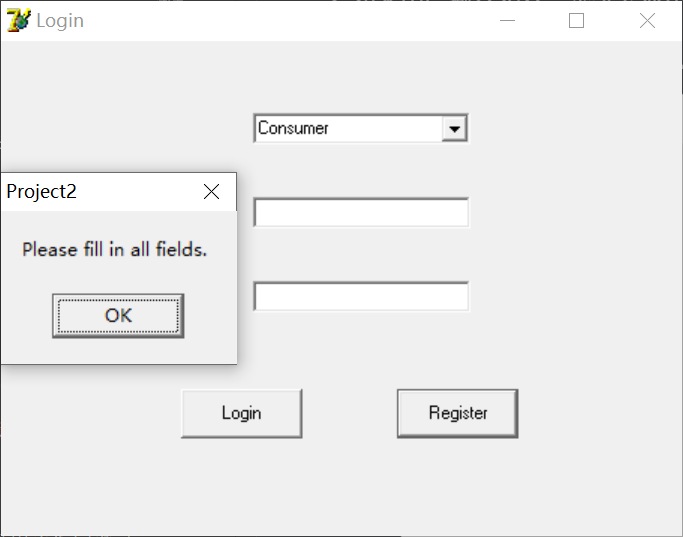 Login
Consumer
Project2
Please fill in all fields.
OK
Login
Register